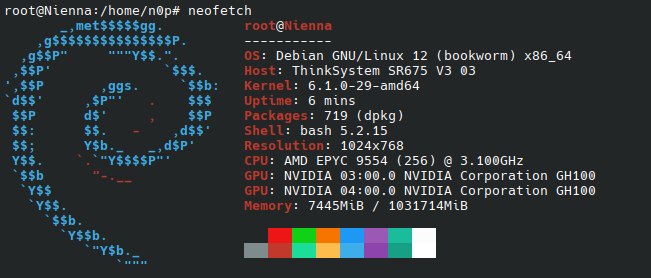 root@Nienna:/home/n0p# neofetch
_,met$$$$$gg. root@Nienna
,g$$$$$$$$$$$$$$$P. ------------
,g$$P" """Y$$.". OS: Debian GNU/Linux 12 (bookworm) x86_64
,$$P' `$$$. Host: ThinkSystem SR675 V3 03
',$$P ,ggs. `$$b: Kernel: 6.1.0-29-amd64
`d$$' ,$P"' . $$$ Uptime: 6 mins
$$P d$' , $$P Packages: 719 (dpkg)
$$: $$. - ,d$$' Shell: bash 5.2.15
$$; Y$b._ _,d$P' Resolution: 1024x768
Y$$. `.`"Y$$$$P"' CPU: AMD EPYC 9554 (256) @ 3.100GHz
`$$b "-.__ GPU: NVIDIA 03:00.0 NVIDIA Corporation GH100
`Y$$ GPU: NVIDIA 04:00.0 NVIDIA Corporation GH100
`Y$$. Memory: 7445MiB / 1031714MiB
`$$b.
`Y$$b.
`"Y$b._
`"""